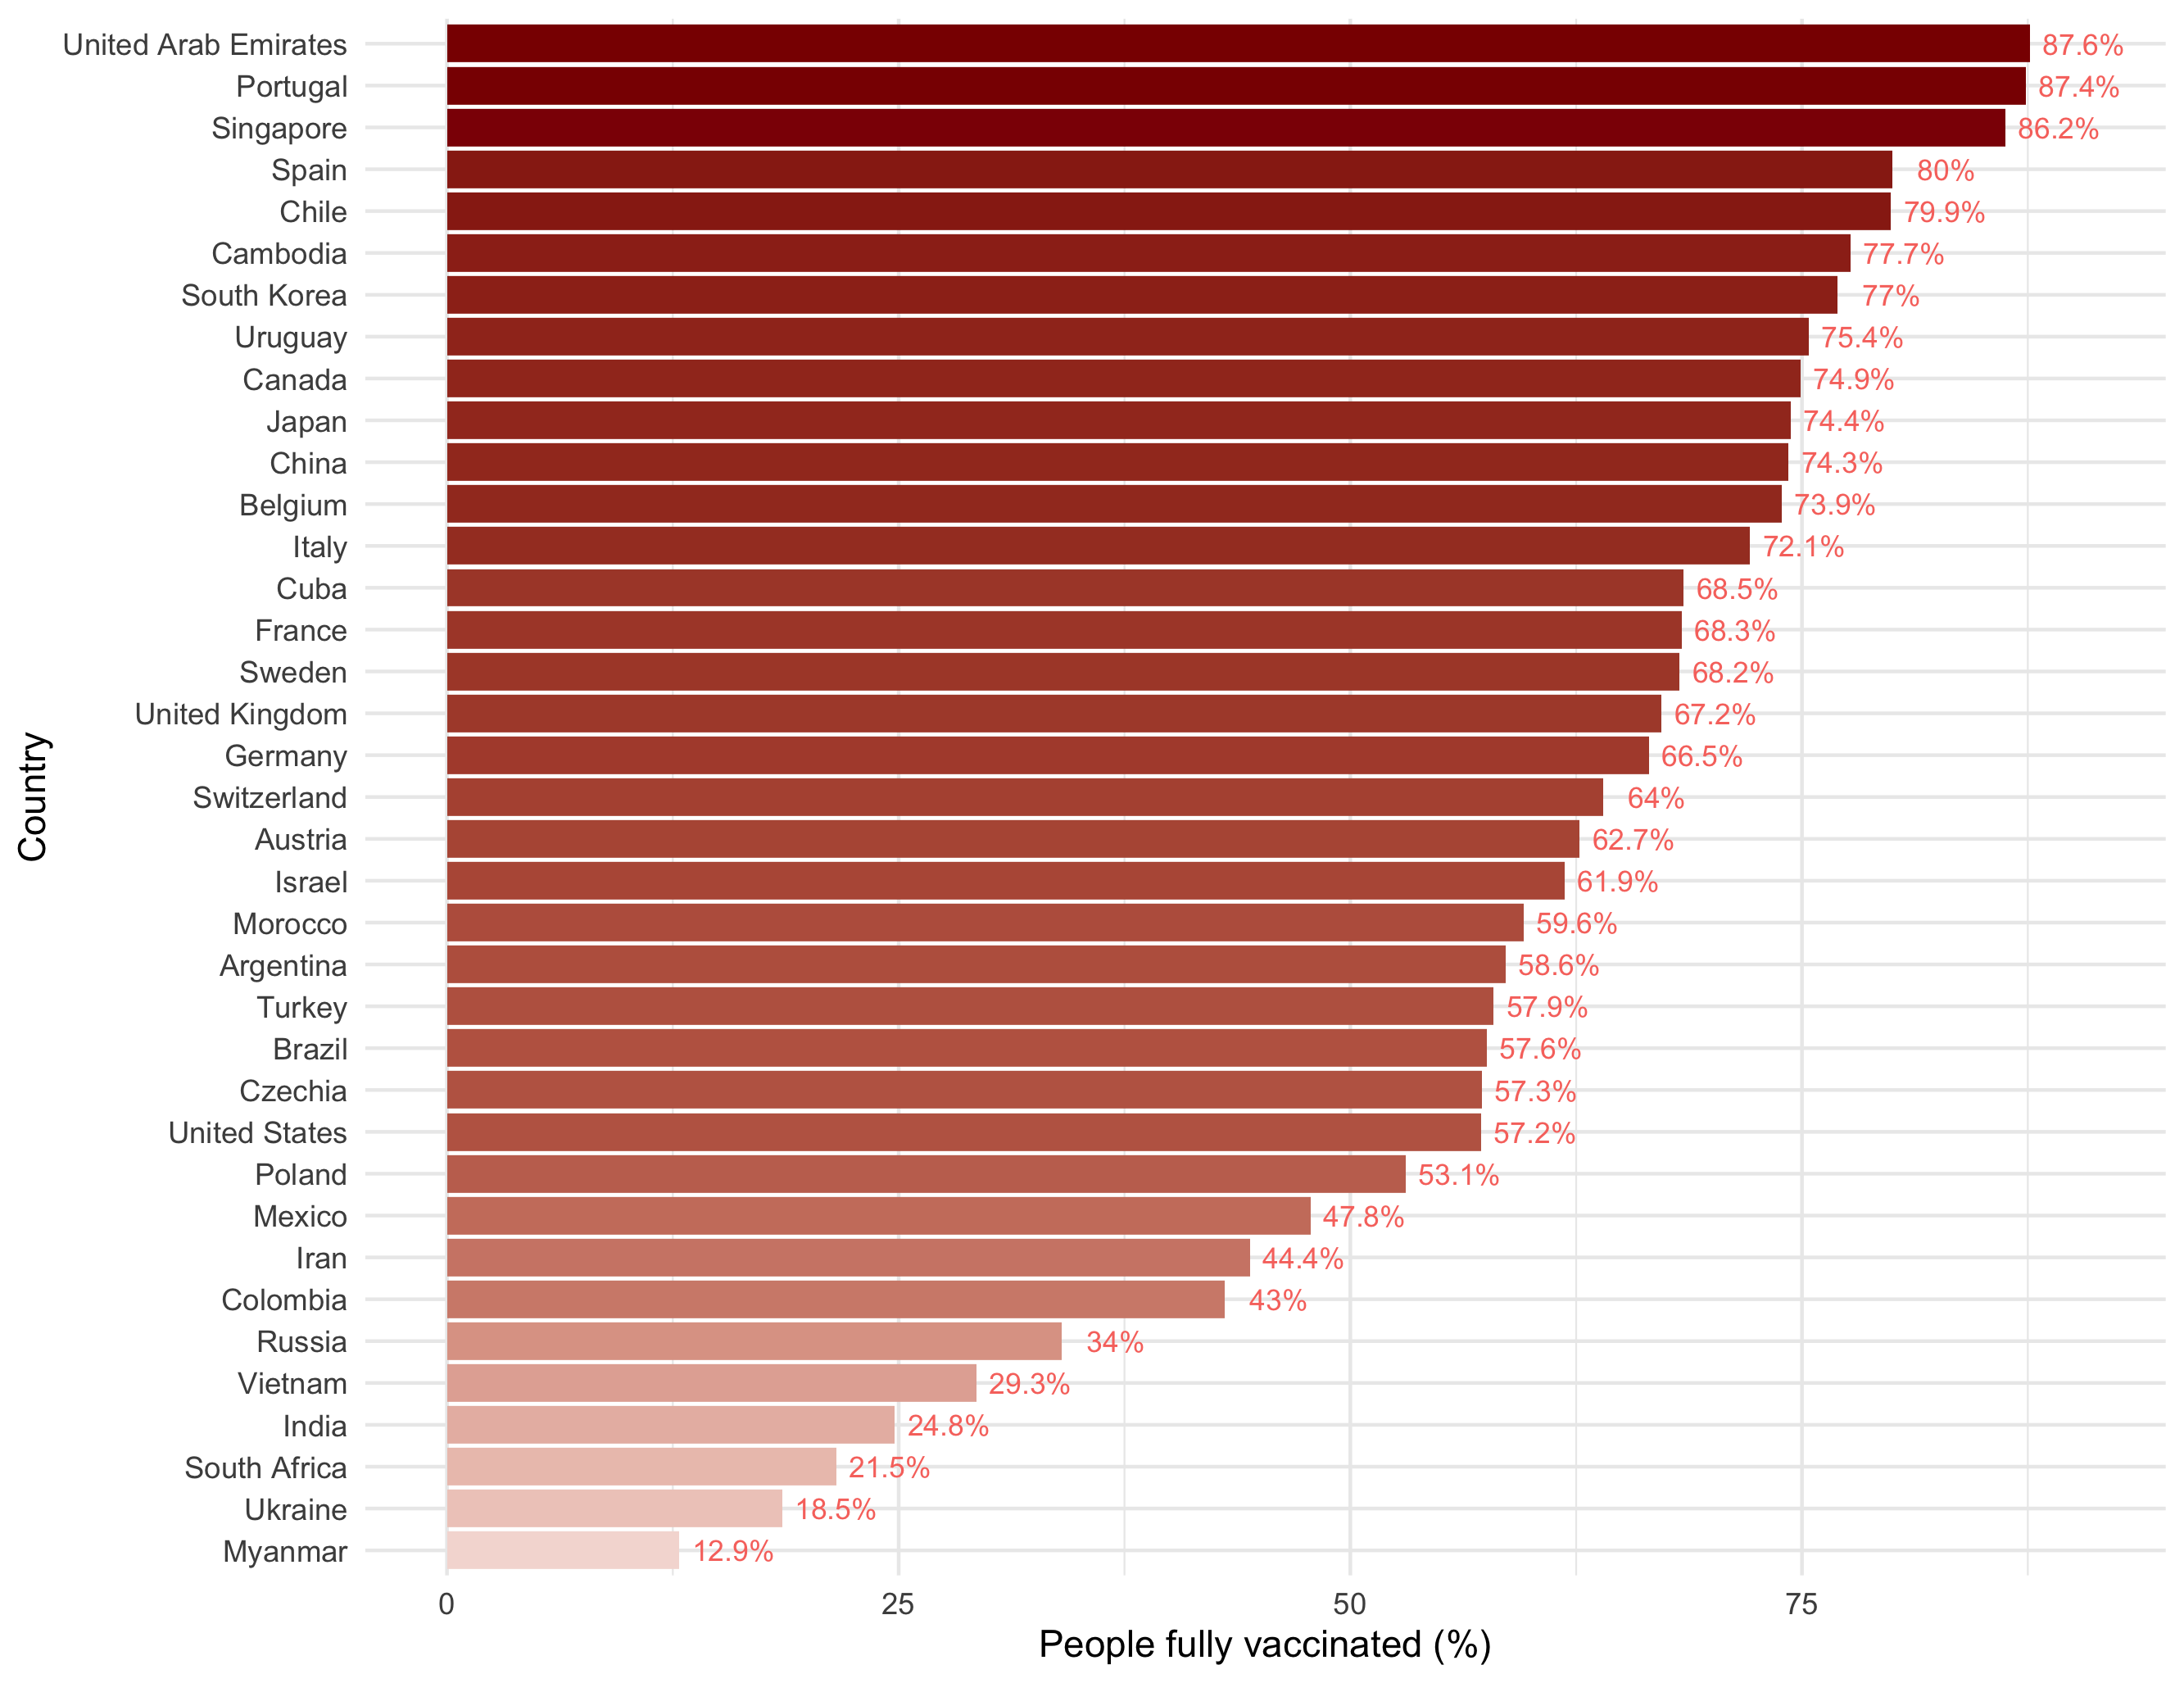 United Arab Emirates 87.6%
Portugal 87.4%
Singapore 86.2%
Spain 80%
Chile 79.9%
Cambodia 77.7%
South Korea 77%
Uruguay 75.4%
Canada 74.9%
Japan 74.4%
China 74.3%
Belgium 73.9%
Italy 72.1%
Cuba 68.5%
France 68.3%
Sweden 68.2%
United Kingdom 67.2%
Germany 66.5%
Switzerland 64%
Austria 62.7%
Israel 61.9%
Morocco 59.6%
Argentina 58.6%
Turkey 57.9%
Brazil 57.6%
Czechia 57.3%
United States 57.2%
Poland 53.1%
Mexico 47.8%
Iran 44.4%
Colombia 43%
Russia 34%
Vietnam 29.3%
India 24.8%
South Africa 21.5%
Ukraine 18.5%
Myanmar 12.9%
Country
0 25 50 75
People fully vaccinated (%)